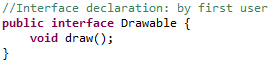 //Interface declaration: by first user
public interface Drawable {
    void draw();
}